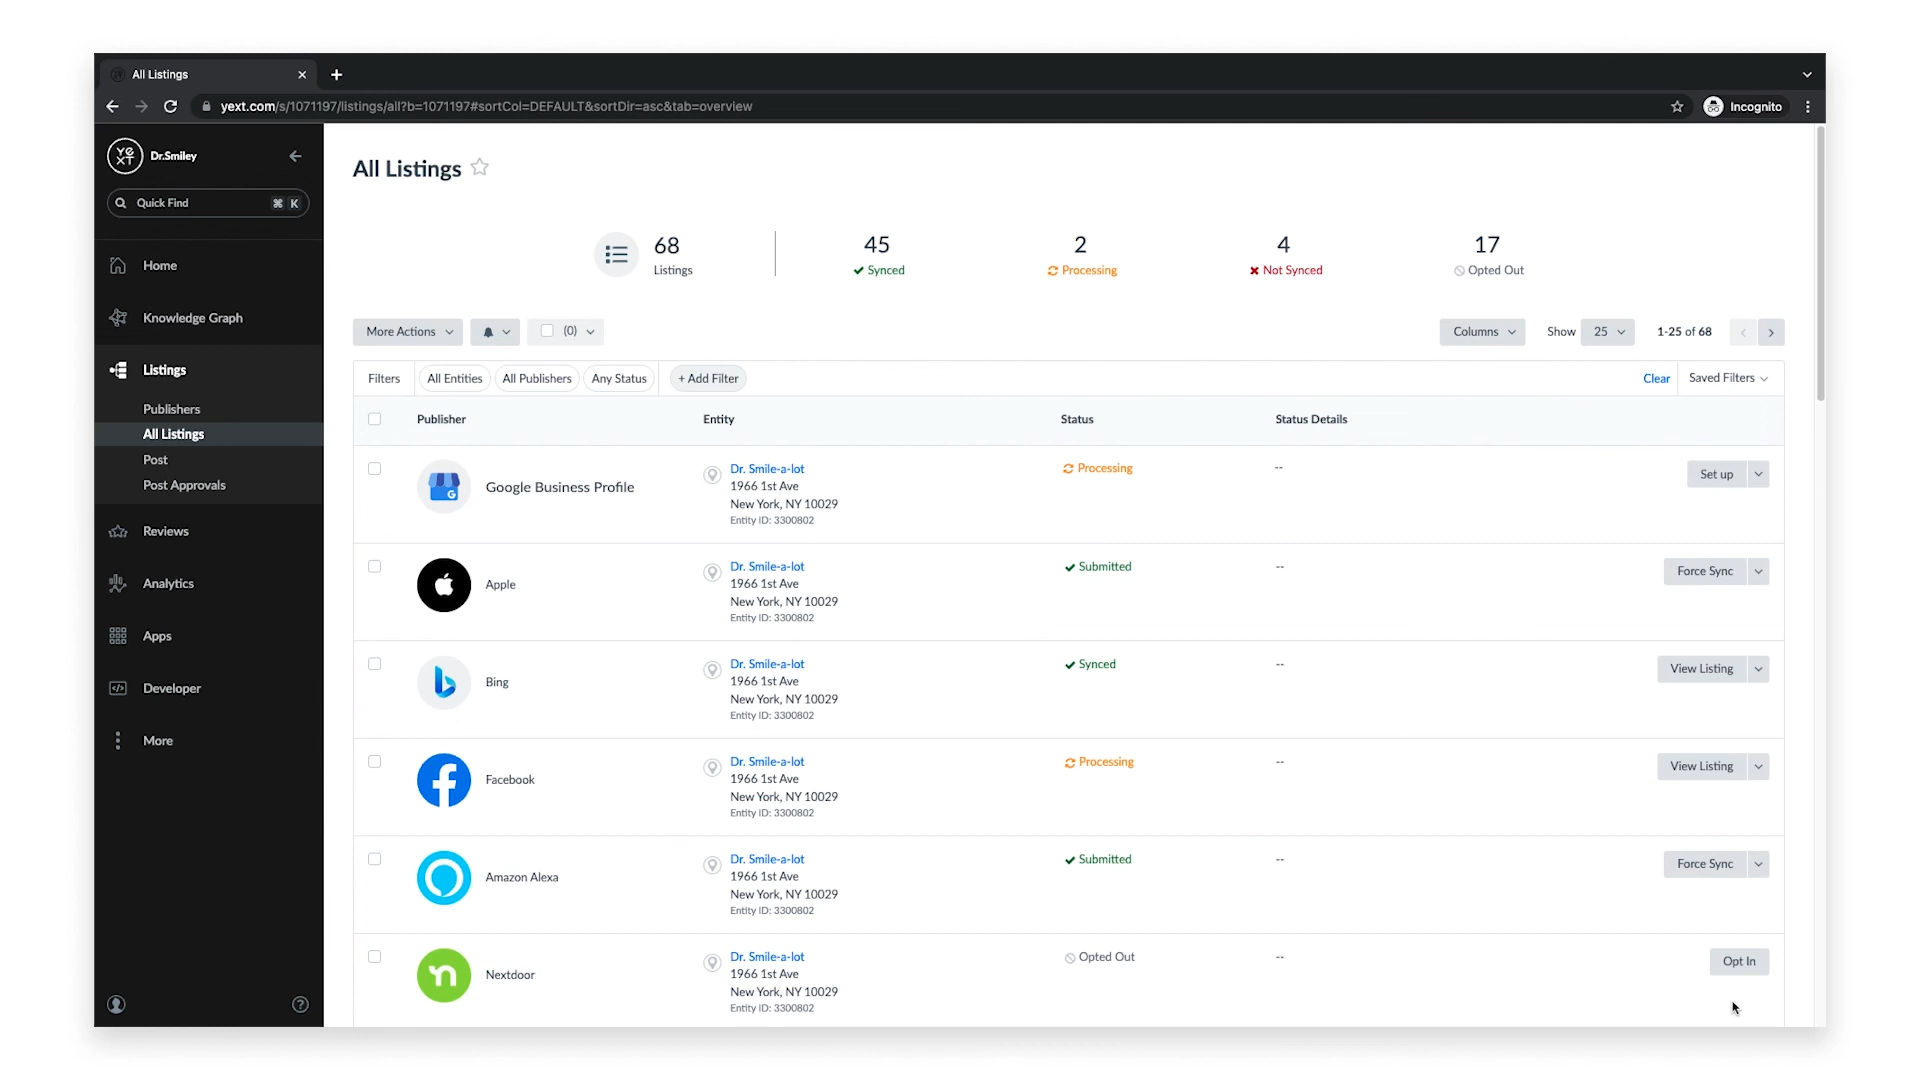 All Listings
yext.com/s/1071197/listings/all?b=1071197#sortCol=DEFAULT&sortDir=asc&tab=overview
Incognito
yexT
Dr.Smiley
Quick Find
⌘ K
Home
Knowledge Graph
Listings
Publishers
All Listings
Post
Post Approvals
Reviews
Analytics
Apps
Developer
More
All Listings
68
Listings
45
Synced
2
Processing
4
Not Synced
17
Opted Out
More Actions
(0)
Columns
Show
25
1-25 of 68
Filters
All Entities
All Publishers
Any Status
+ Add Filter
Clear
Saved Filters
Publisher Entity Status Status Details
Google Business Profile
Dr. Smile-a-lot
1966 1st Ave
New York, NY 10029
Entity ID: 3300802
Processing
--
Set up
Apple
Dr. Smile-a-lot
1966 1st Ave
New York, NY 10029
Entity ID: 3300802
Submitted
--
Force Sync
Bing
Dr. Smile-a-lot
1966 1st Ave
New York, NY 10029
Entity ID: 3300802
Synced
--
View Listing
Facebook
Dr. Smile-a-lot
1966 1st Ave
New York, NY 10029
Entity ID: 3300802
Processing
--
View Listing
Amazon Alexa
Dr. Smile-a-lot
1966 1st Ave
New York, NY 10029
Entity ID: 3300802
Submitted
--
Force Sync
Nextdoor
Dr. Smile-a-lot
1966 1st Ave
New York, NY 10029
Entity ID: 3300802
Opted Out
--
Opt In